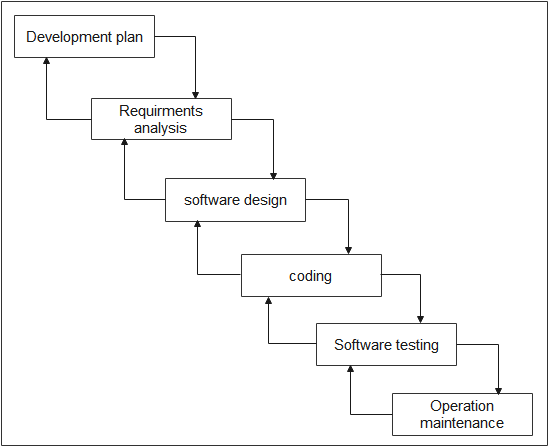 Development plan
Requirments
analysis
software design
coding
Software testing
Operation
maintenance